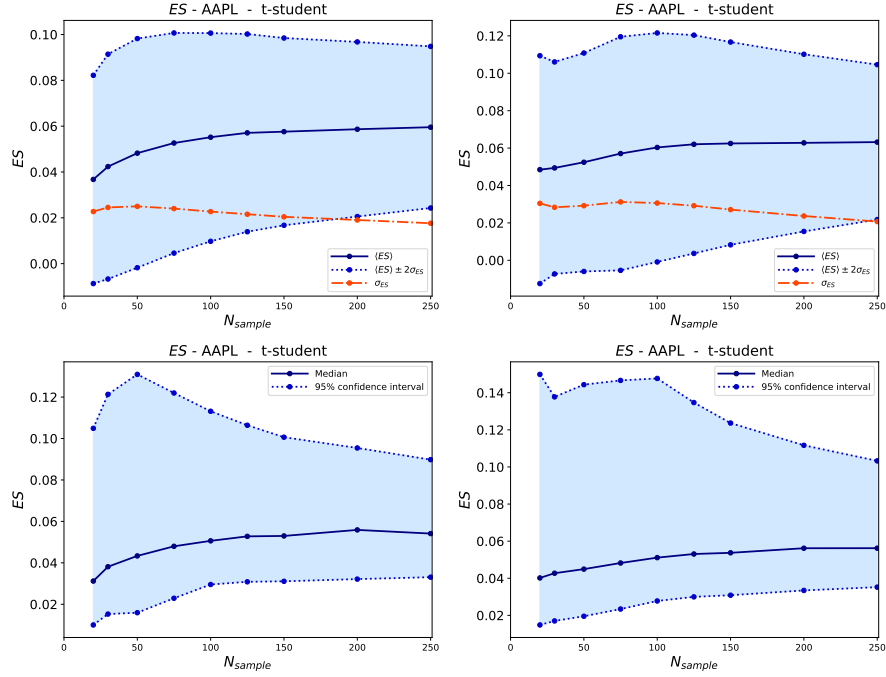 ES - AAPL - t-student
0.10
0.08
0.06
0.04
0.02
0.00
ES
0 50 100 150 200 250
N_sample
⟨ES⟩
⟨ES⟩ ± 2σ_ES
σ_ES
ES - AAPL - t-student
0.12
0.10
0.08
0.06
0.04
0.02
0.00
ES
0 50 100 150 200 250
N_sample
⟨ES⟩
⟨ES⟩ ± 2σ_ES
σ_ES
ES - AAPL - t-student
0.12
0.10
0.08
0.06
0.04
0.02
ES
0 50 100 150 200 250
N_sample
Median
95% confidence interval
ES - AAPL - t-student
0.14
0.12
0.10
0.08
0.06
0.04
0.02
ES
0 50 100 150 200 250
N_sample
Median
95% confidence interval